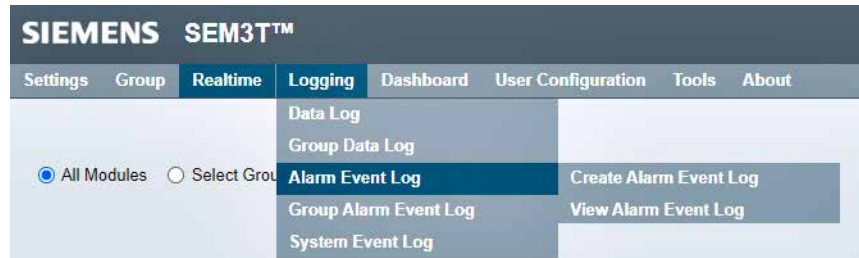 SIEMENS SEM3T™
Settings Group Realtime Logging Dashboard User Configuration Tools About
Data Log
Group Data Log
All Modules Select Grou Alarm Event Log Create Alarm Event Log
Group Alarm Event Log View Alarm Event Log
System Event Log